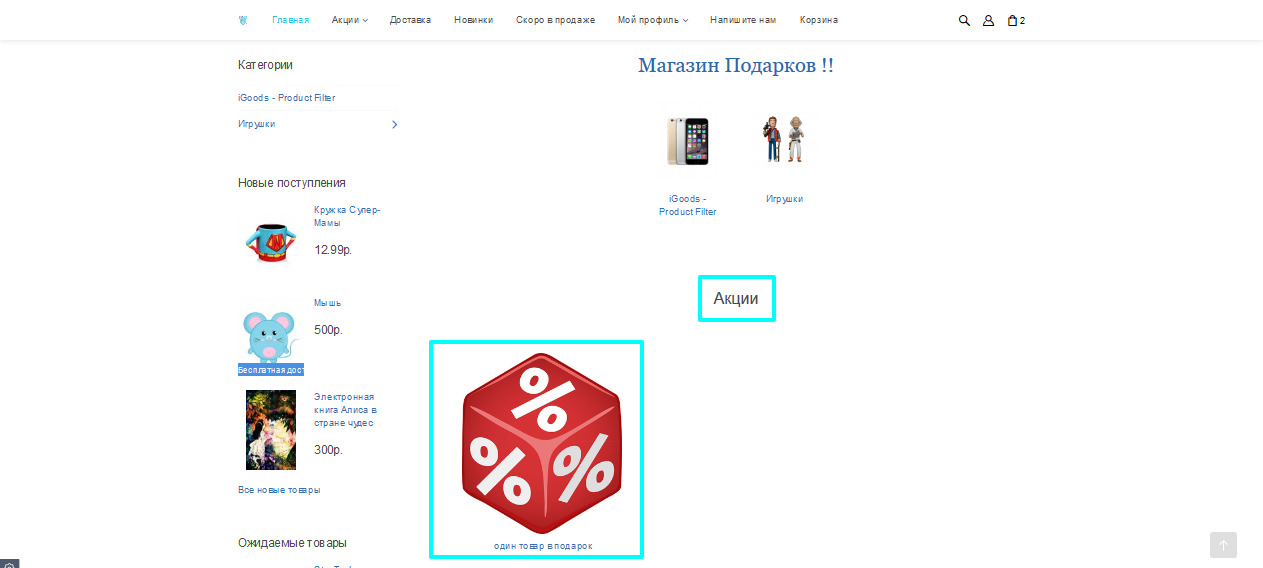 Главная Акции Доставка Новинки Скоро в продаже Мой профиль Напишите нам Корзина 2
Категории
iGoods - Product Filter
Игрушки
Новые поступления
Кружка Супер-
Мамы
12.99р.
Мышь
500р.
Бесплатная дост
Электронная
книга Алиса в
стране чудес
300р.
Все новые товары
Ожидаемые товары
Магазин Подарков !!
iGoods -
Product Filter
Игрушки
Акции
% % %
один товар в подарок